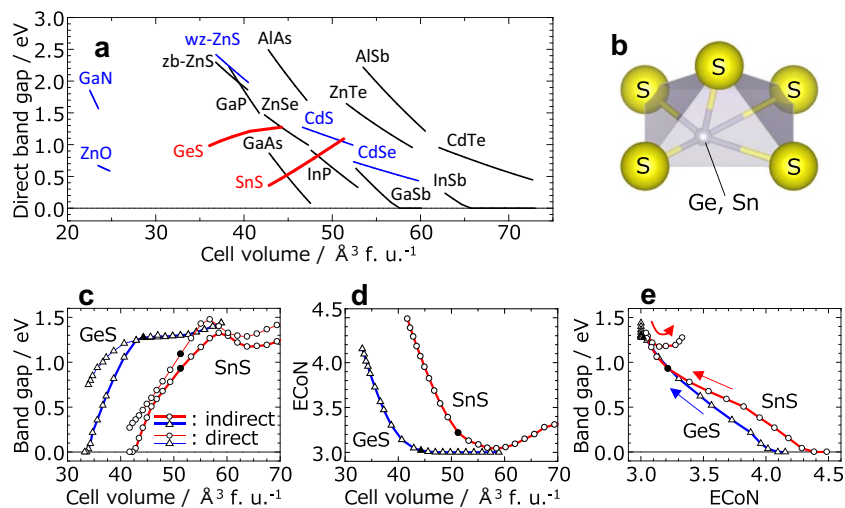 a
Direct band gap / eV
2.5
2.0
1.5
1.0
0.5
0.0
20
30
40
50
60
70
Cell volume / Å³ f. u.⁻¹
wz-ZnS
zb-ZnS
AlAs
AlSb
GaN
GaP
ZnSe
ZnTe
CdS
GeS
GaAs
CdSe
CdTe
ZnO
SnS
InP
InSb
GaSb
b
S
S
S
S
S
Ge, Sn
c
Band gap / eV
1.5
1.0
0.5
0.0
30
40
50
60
70
Cell volume / Å³ f. u.⁻¹
GeS
SnS
: indirect
: direct
d
ECoN
4.5
4.0
3.5
3.0
30
40
50
60
70
Cell volume / Å³ f. u.⁻¹
SnS
GeS
e
Band gap / eV
1.5
1.0
0.5
0.0
3.0
3.5
4.0
4.5
ECoN
SnS
GeS